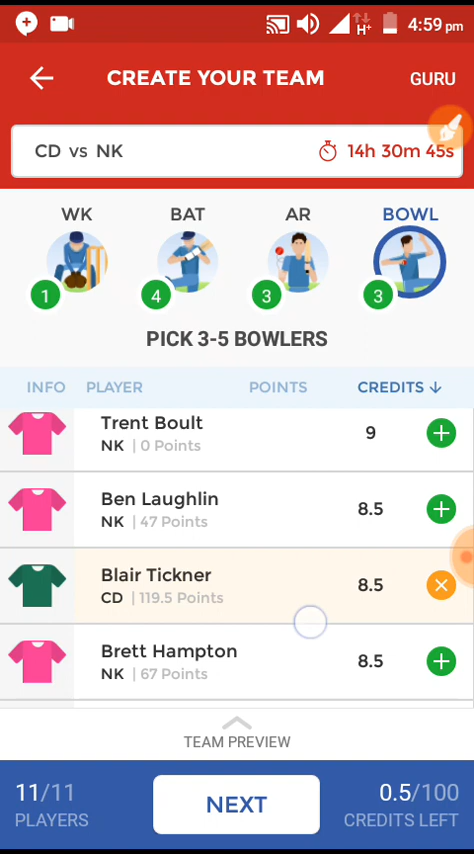 H+ 4:59 pm
CREATE YOUR TEAM GURU
CD vs NK 14h 30m 45s
WK BAT AR BOWL
1 4 3 3
PICK 3-5 BOWLERS
INFO PLAYER POINTS CREDITS ↓
Trent Boult
NK | 0 Points 9
Ben Laughlin
NK | 47 Points 8.5
Blair Tickner
CD | 119.5 Points 8.5
Brett Hampton
NK | 67 Points 8.5
TEAM PREVIEW
11/11 NEXT 0.5/100
PLAYERS CREDITS LEFT